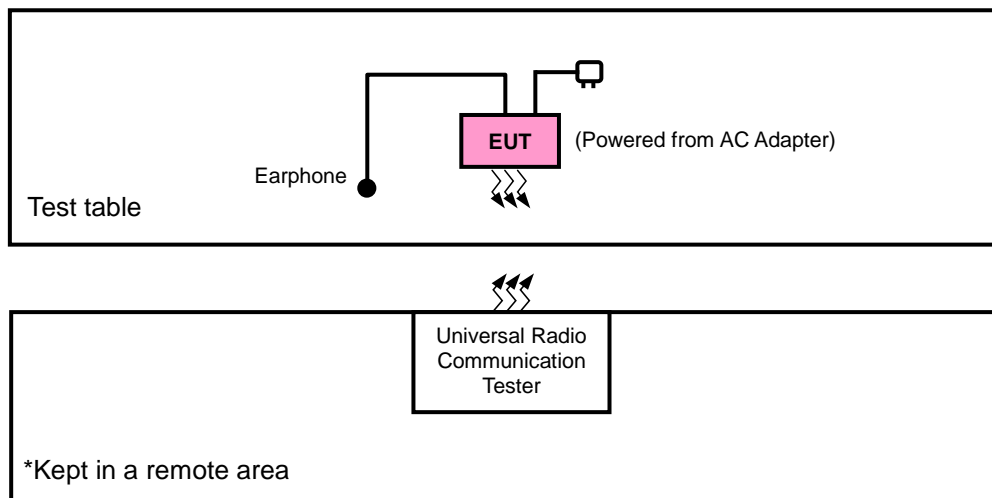 EUT
(Powered from AC Adapter)
Earphone
Test table
Universal Radio
Communication
Tester
*Kept in a remote area